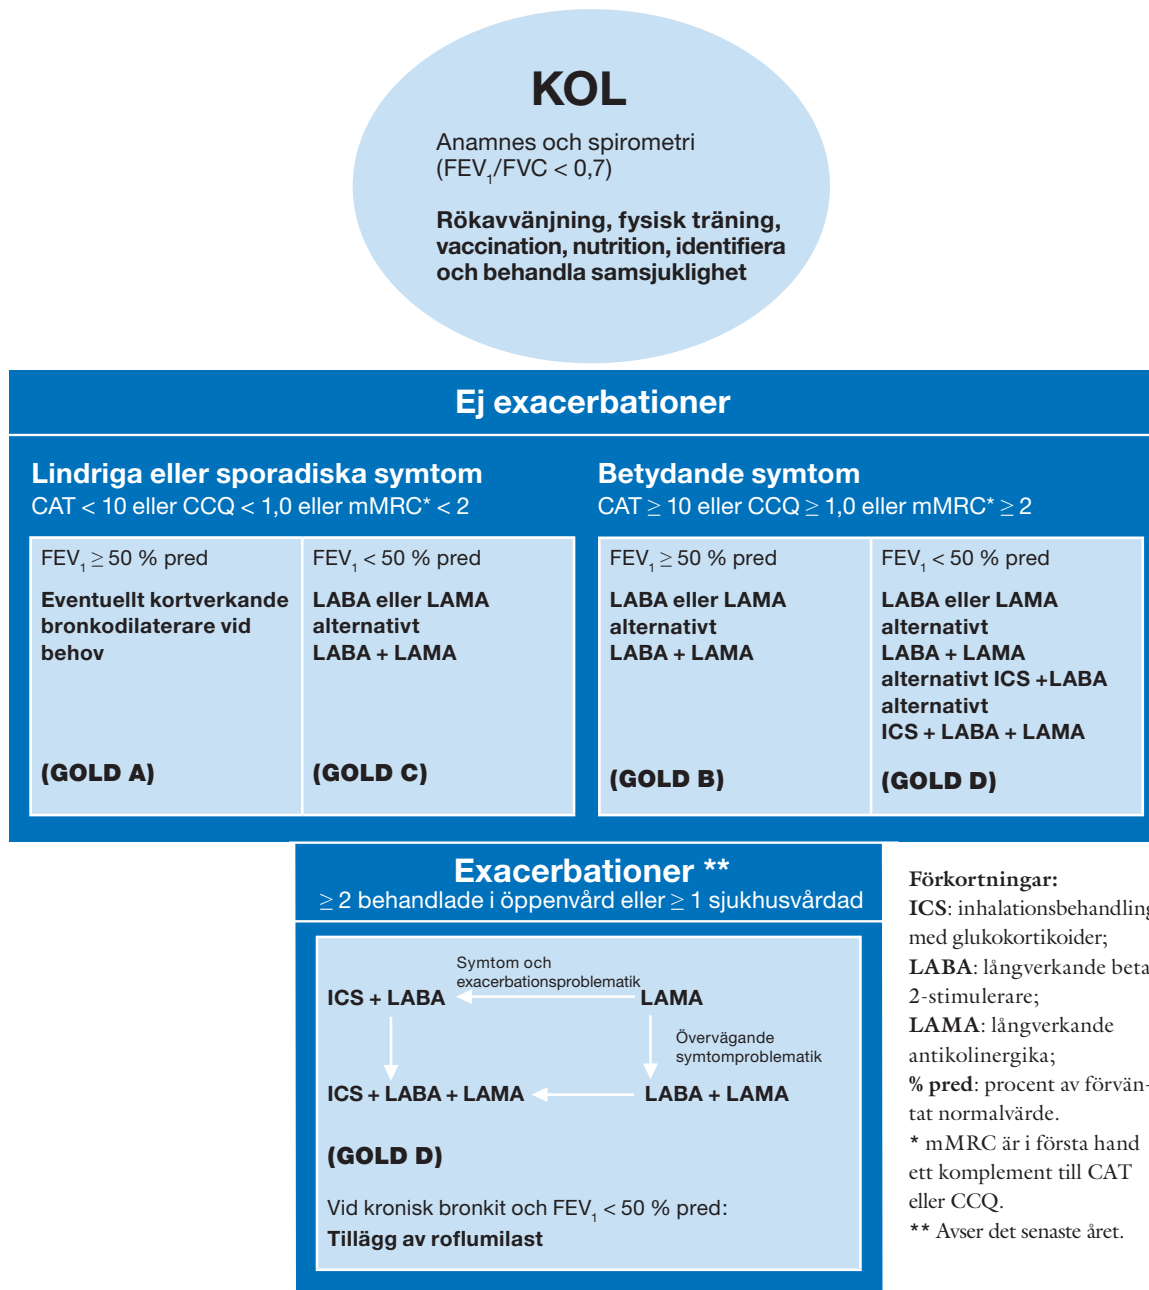 KOL
Anamnes och spirometri
(FEV₁/FVC < 0,7)
Rökavvänjning, fysisk träning,
vaccination, nutrition, identifiera
och behandla samsjuklighet
Ej exacerbationer
Lindriga eller sporadiska symtom
CAT < 10 eller CCQ < 1,0 eller mMRC* < 2
FEV₁ ≥ 50 % pred
Eventuellt kortverkande
bronkodilaterare vid
behov
(GOLD A)
FEV₁ < 50 % pred
LABA eller LAMA
alternativt
LABA + LAMA
(GOLD C)
Betydande symtom
CAT ≥ 10 eller CCQ ≥ 1,0 eller mMRC* ≥ 2
FEV₁ ≥ 50 % pred
LABA eller LAMA
alternativt
LABA + LAMA
(GOLD B)
FEV₁ < 50 % pred
LABA eller LAMA
alternativt
LABA + LAMA
alternativt ICS +LABA
alternativt
ICS + LABA + LAMA
(GOLD D)
Exacerbationer **
≥ 2 behandlade i öppenvård eller ≥ 1 sjukhusvårdad
Symtom och
exacerbationsproblematik
ICS + LABA
LAMA
Övervägande
symtomproblematik
ICS + LABA + LAMA
LABA + LAMA
(GOLD D)
Vid kronisk bronkit och FEV₁ < 50 % pred:
Tillägg av roflumilast
Förkortningar:
ICS: inhalationsbehandling
med glukokortikoider;
LABA: långverkande beta
2-stimulerare;
LAMA: långverkande
antikolinergika;
% pred: procent av förvän-
tat normalvärde.
* mMRC är i första hand
ett komplement till CAT
eller CCQ.
** Avser det senaste året.